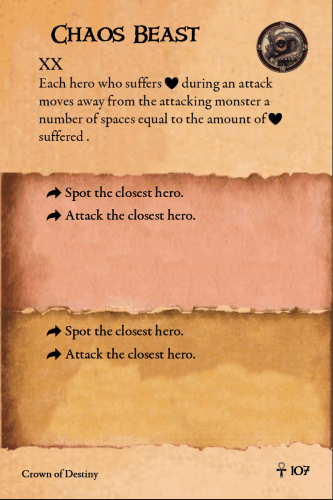 Chaos Beast
XX
Each hero who suffers ♥ during an attack
moves away from the attacking monster a
number of spaces equal to the amount of ♥
suffered .
Spot the closest hero.
Attack the closest hero.
Spot the closest hero.
Attack the closest hero.
Crown of Destiny
107